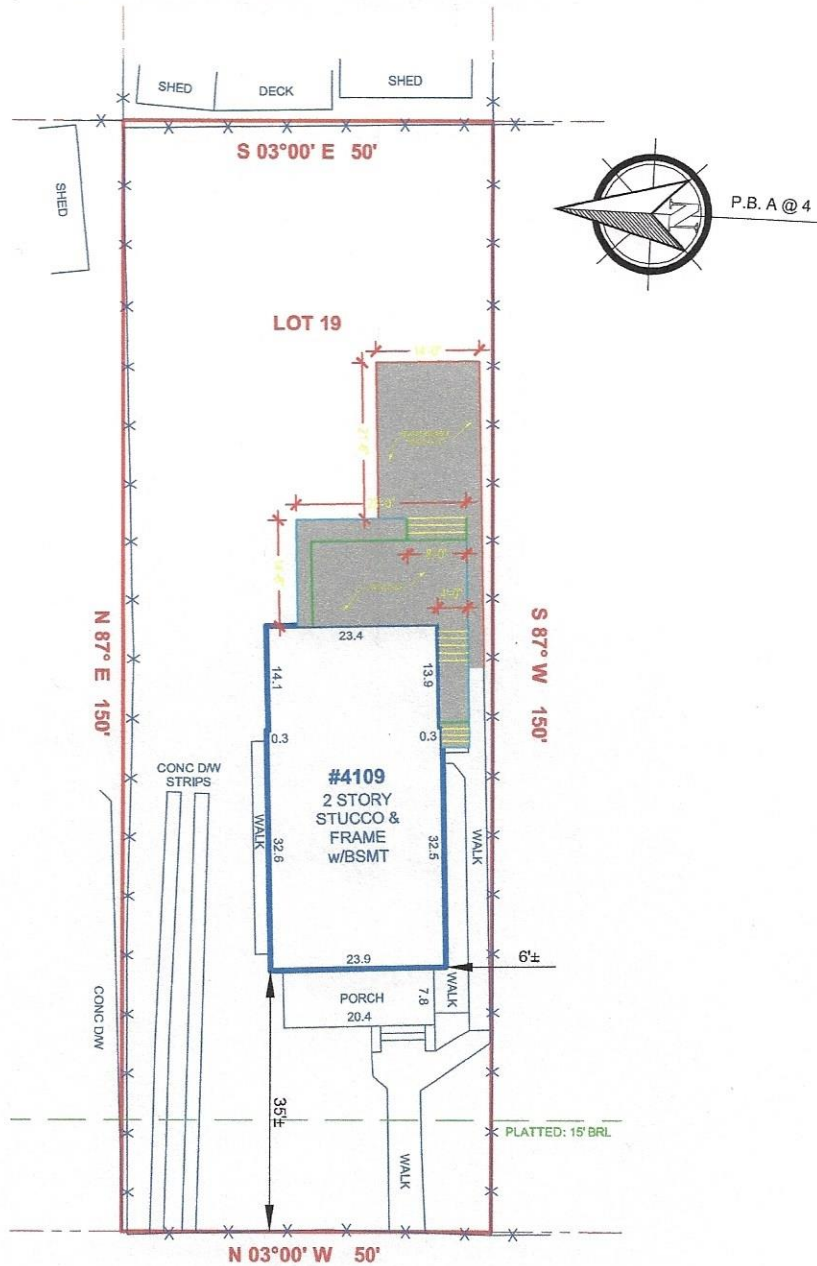 SHED
DECK
SHED
S 03°00' E 50'
SHED
N
P.B. A @ 4
LOT 19
N 87° E 150'
S 87° W 150'
23.4
14.1
13.9
0.3
0.3
CONC D/W
STRIPS
WALK
#4109
2 STORY
STUCCO &
FRAME
w/BSMT
32.6
32.5
WALK
23.9
6'±
PORCH
7.8
20.4
WALK
CONC D/W
35'±
PLATTED: 15' BRL
WALK
N 03°00' W 50'